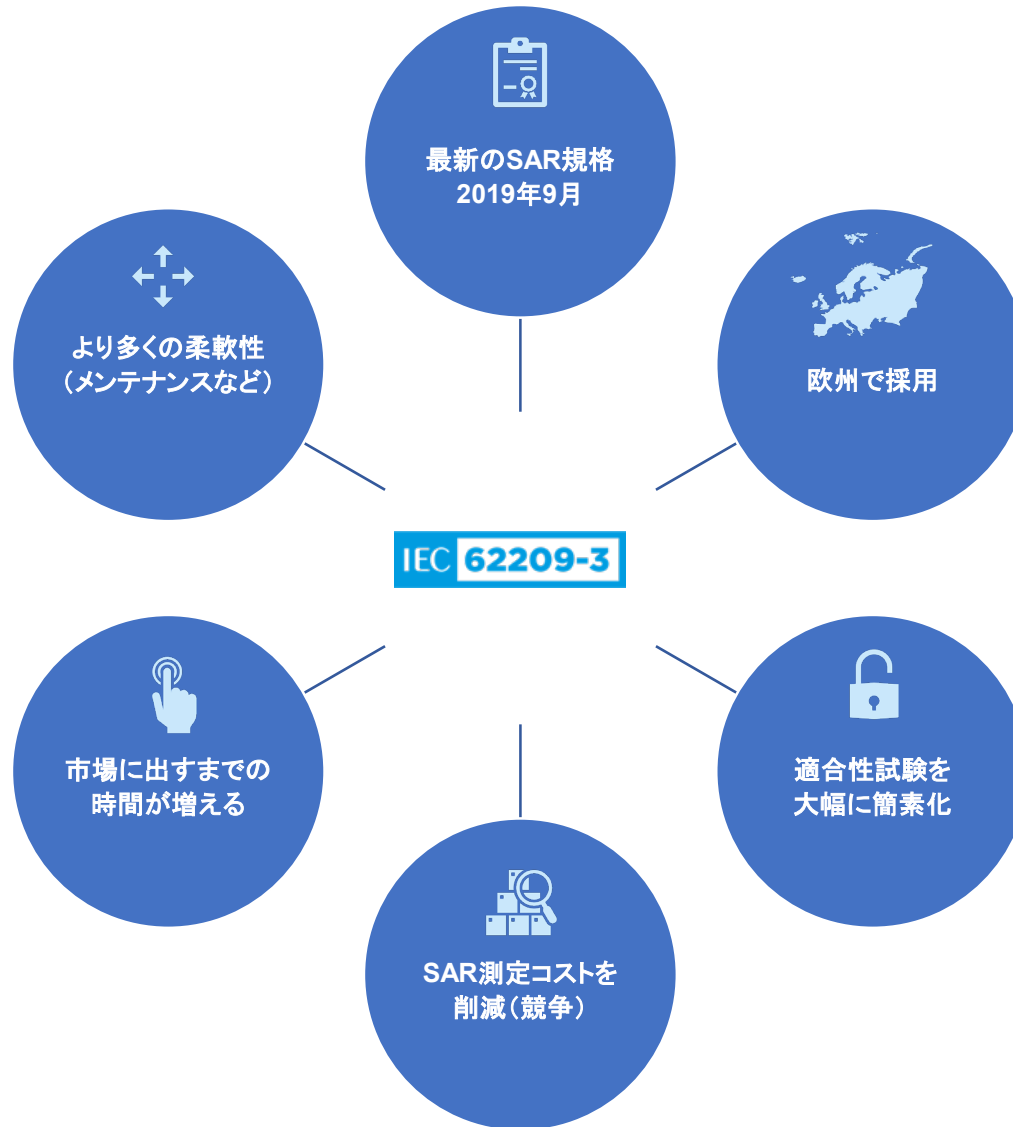 最新のSAR規格
2019年9月
より多くの柔軟性
（メンテナンスなど）
欧州で採用
IEC 62209-3
市場に出すまでの
時間が増える
適合性試験を
大幅に簡素化
SAR測定コストを
削減（競争）